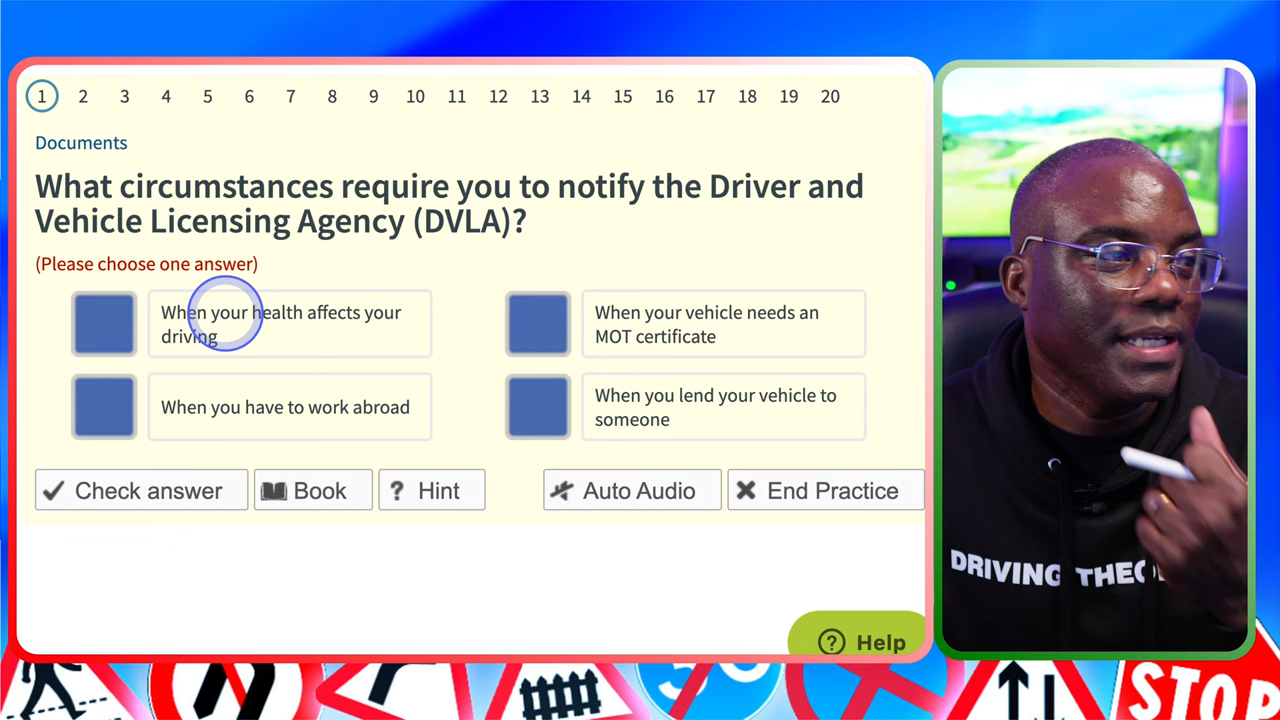 1 2 3 4 5 6 7 8 9 10 11 12 13 14 15 16 17 18 19 20
Documents
What circumstances require you to notify the Driver and
Vehicle Licensing Agency (DVLA)?
(Please choose one answer)
When your health affects your
driving
When your vehicle needs an
MOT certificate
When you have to work abroad
When you lend your vehicle to
someone
Check answer
Book
? Hint
Auto Audio
End Practice
DRIVING THEO
? Help
STOP